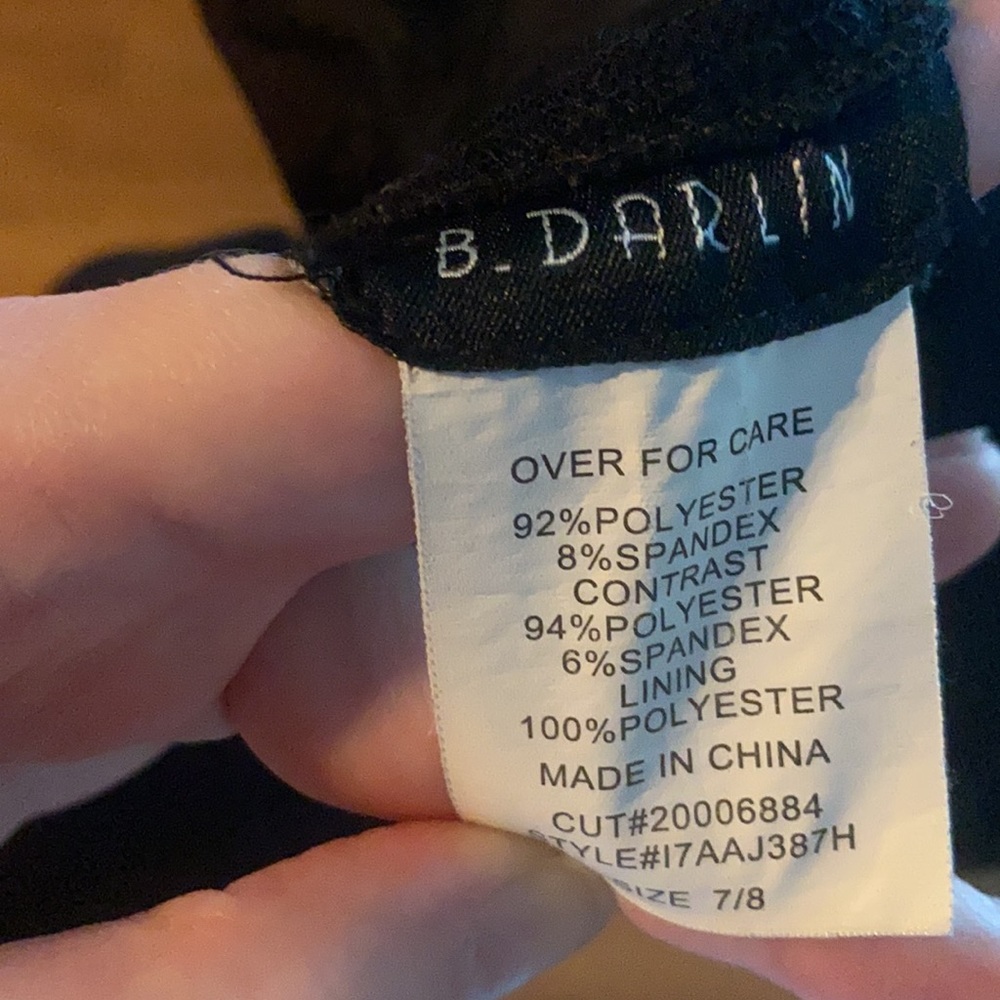 B. DARLIN
OVER FOR CARE
92%POLYESTER
8%SPANDEX
CONTRAST
94%POLYESTER
6%SPANDEX
LINING
100%POLYESTER
MADE IN CHINA
CUT#20006884
STYLE#I7AAJ387H
SIZE 7/8